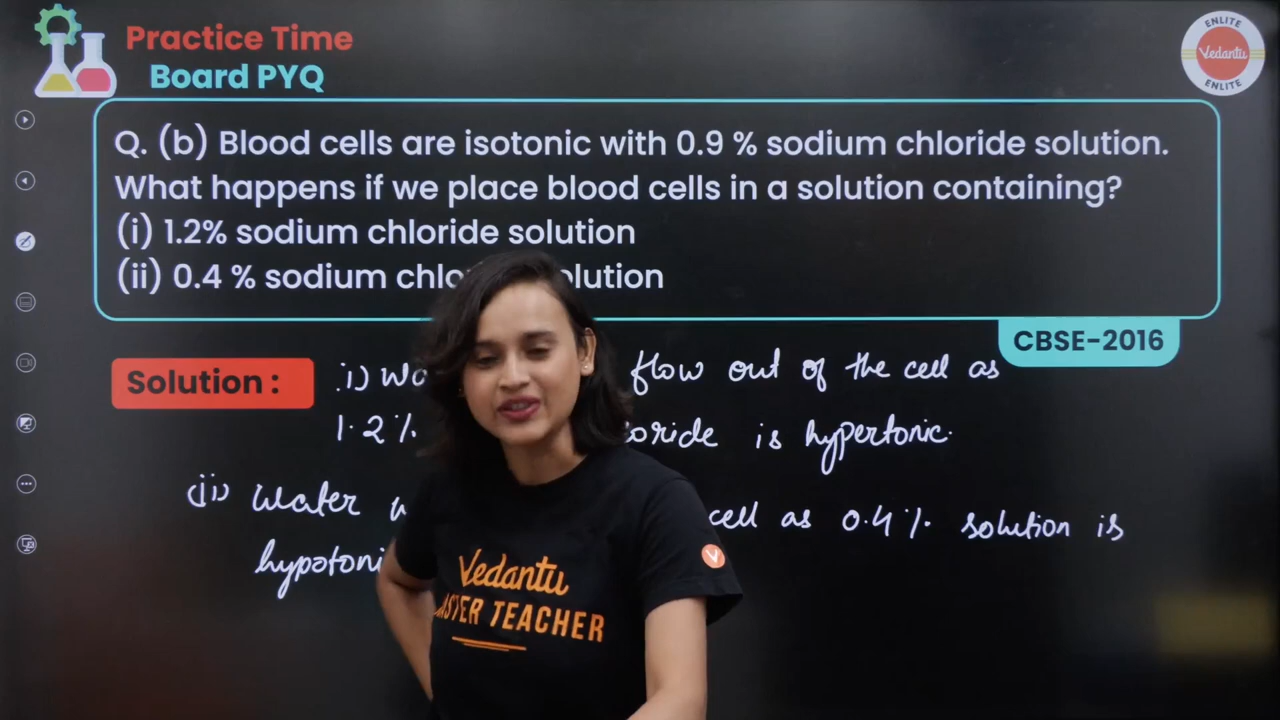 Practice Time
Board PYQ
ENLITE
Vedantu
ENLITE
Q. (b) Blood cells are isotonic with 0.9 % sodium chloride solution.
What happens if we place blood cells in a solution containing?
(i) 1.2% sodium chloride solution
(ii) 0.4 % sodium chlo olution
CBSE-2016
Solution :
i) flow out of the cell as
1.2% oride is hypertonic.
(ii) water cell as 0.4% solution is
hypotoni
Vedantu
ASTER TEACHER
V